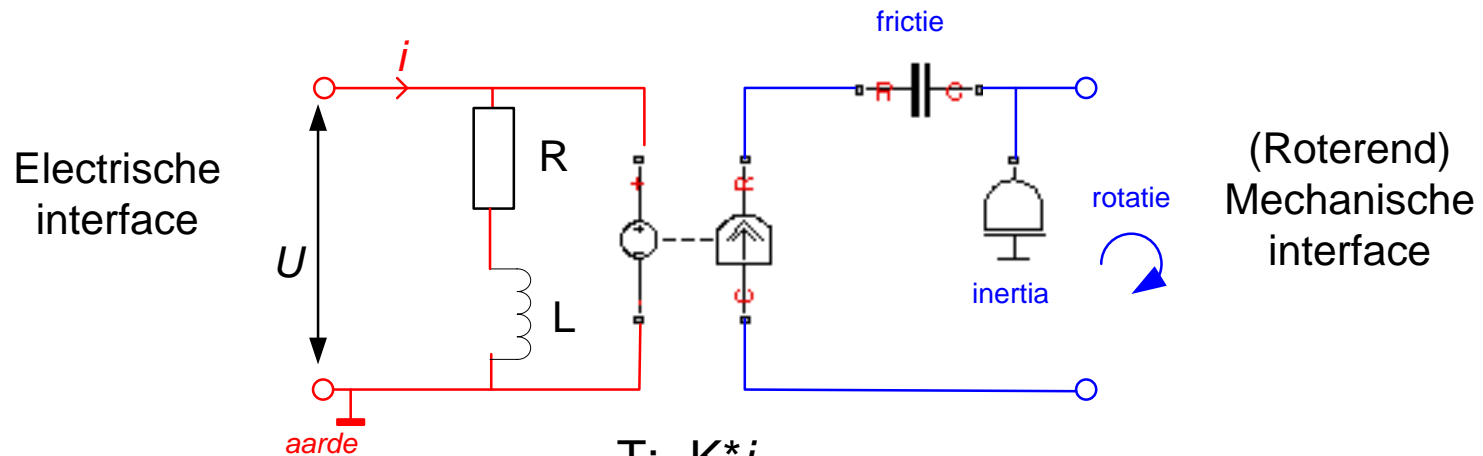 frictie
i
R
C
(Roterend)
Mechanische
interface
Electrische
interface
R
+
R
rotatie
U
L
C
inertia
aarde